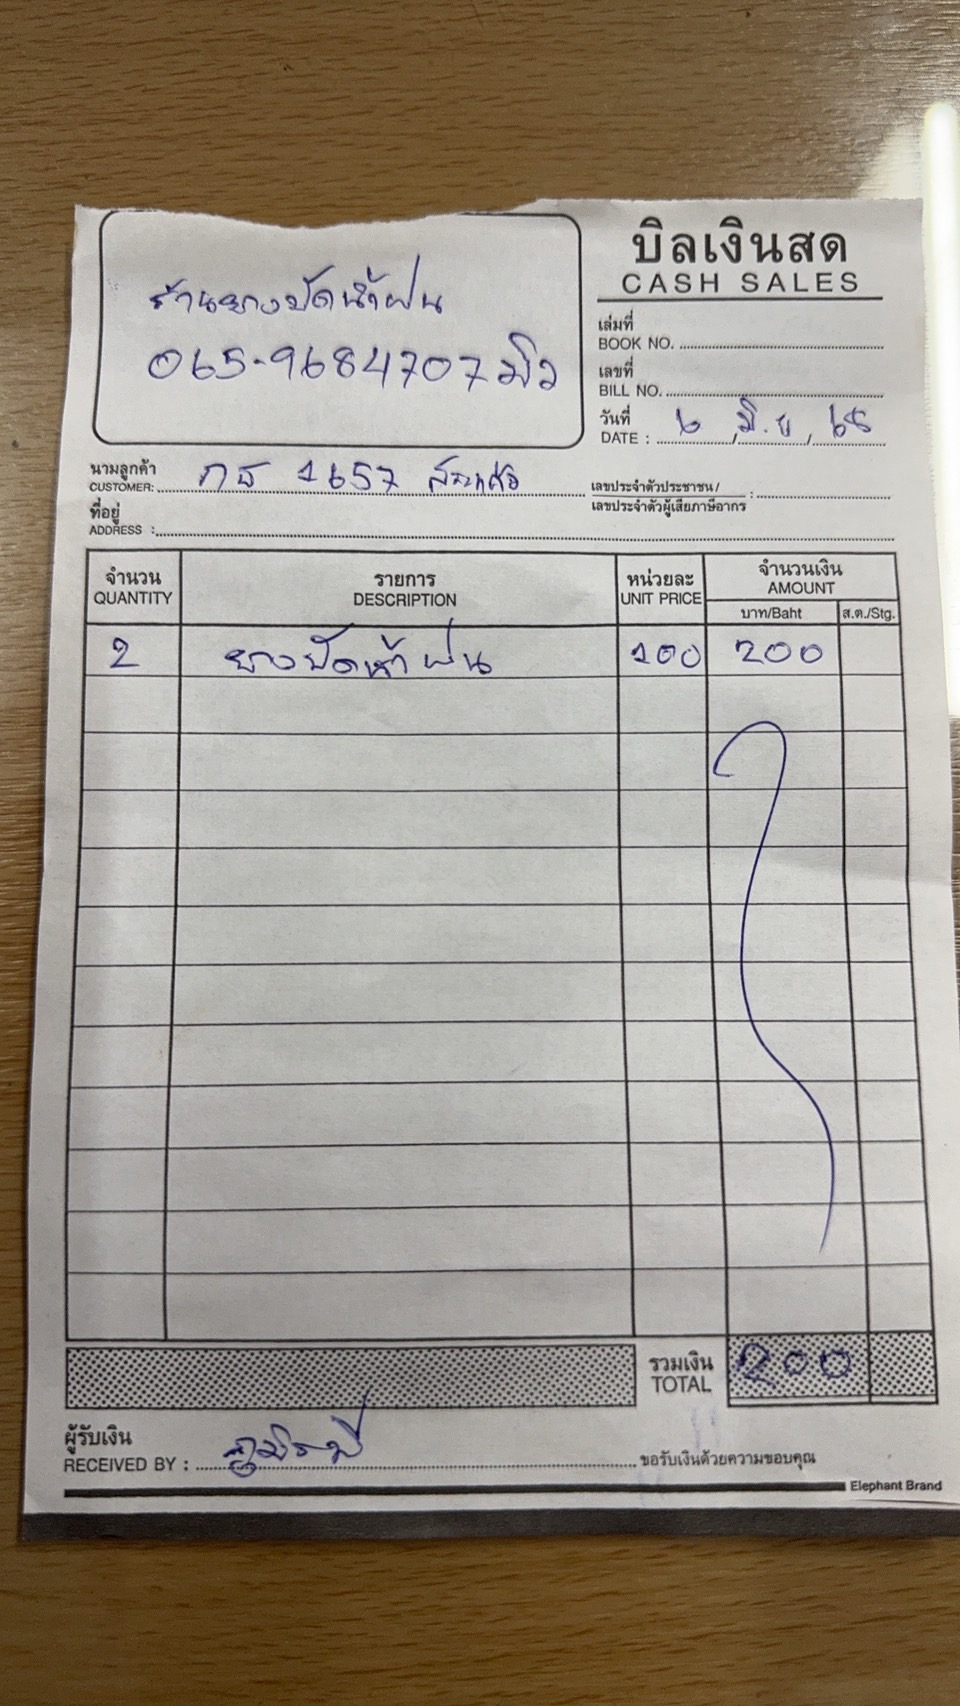 ร้านยางปัดน้ำฝน
065-9684707 มิว
บิลเงินสด
CASH SALES
เล่มที่
BOOK NO.
เลขที่
BILL NO.
วันที่
DATE : ๖ / มิ.ย / ๖๘
นามลูกค้า
CUSTOMER: กธ 1657 สระแก้ว
เลขประจำตัวประชาชน /
เลขประจำตัวผู้เสียภาษีอากร :
ที่อยู่
ADDRESS :
จำนวน รายการ หน่วยละ จำนวนเงิน
QUANTITY DESCRIPTION UNIT PRICE AMOUNT
บาท/Baht ส.ต./Stg.
2 ยางปัดน้ำฝน 100 200
รวมเงิน
TOTAL 200
ผู้รับเงิน
RECEIVED BY :
ขอรับเงินด้วยความขอบคุณ
Elephant Brand